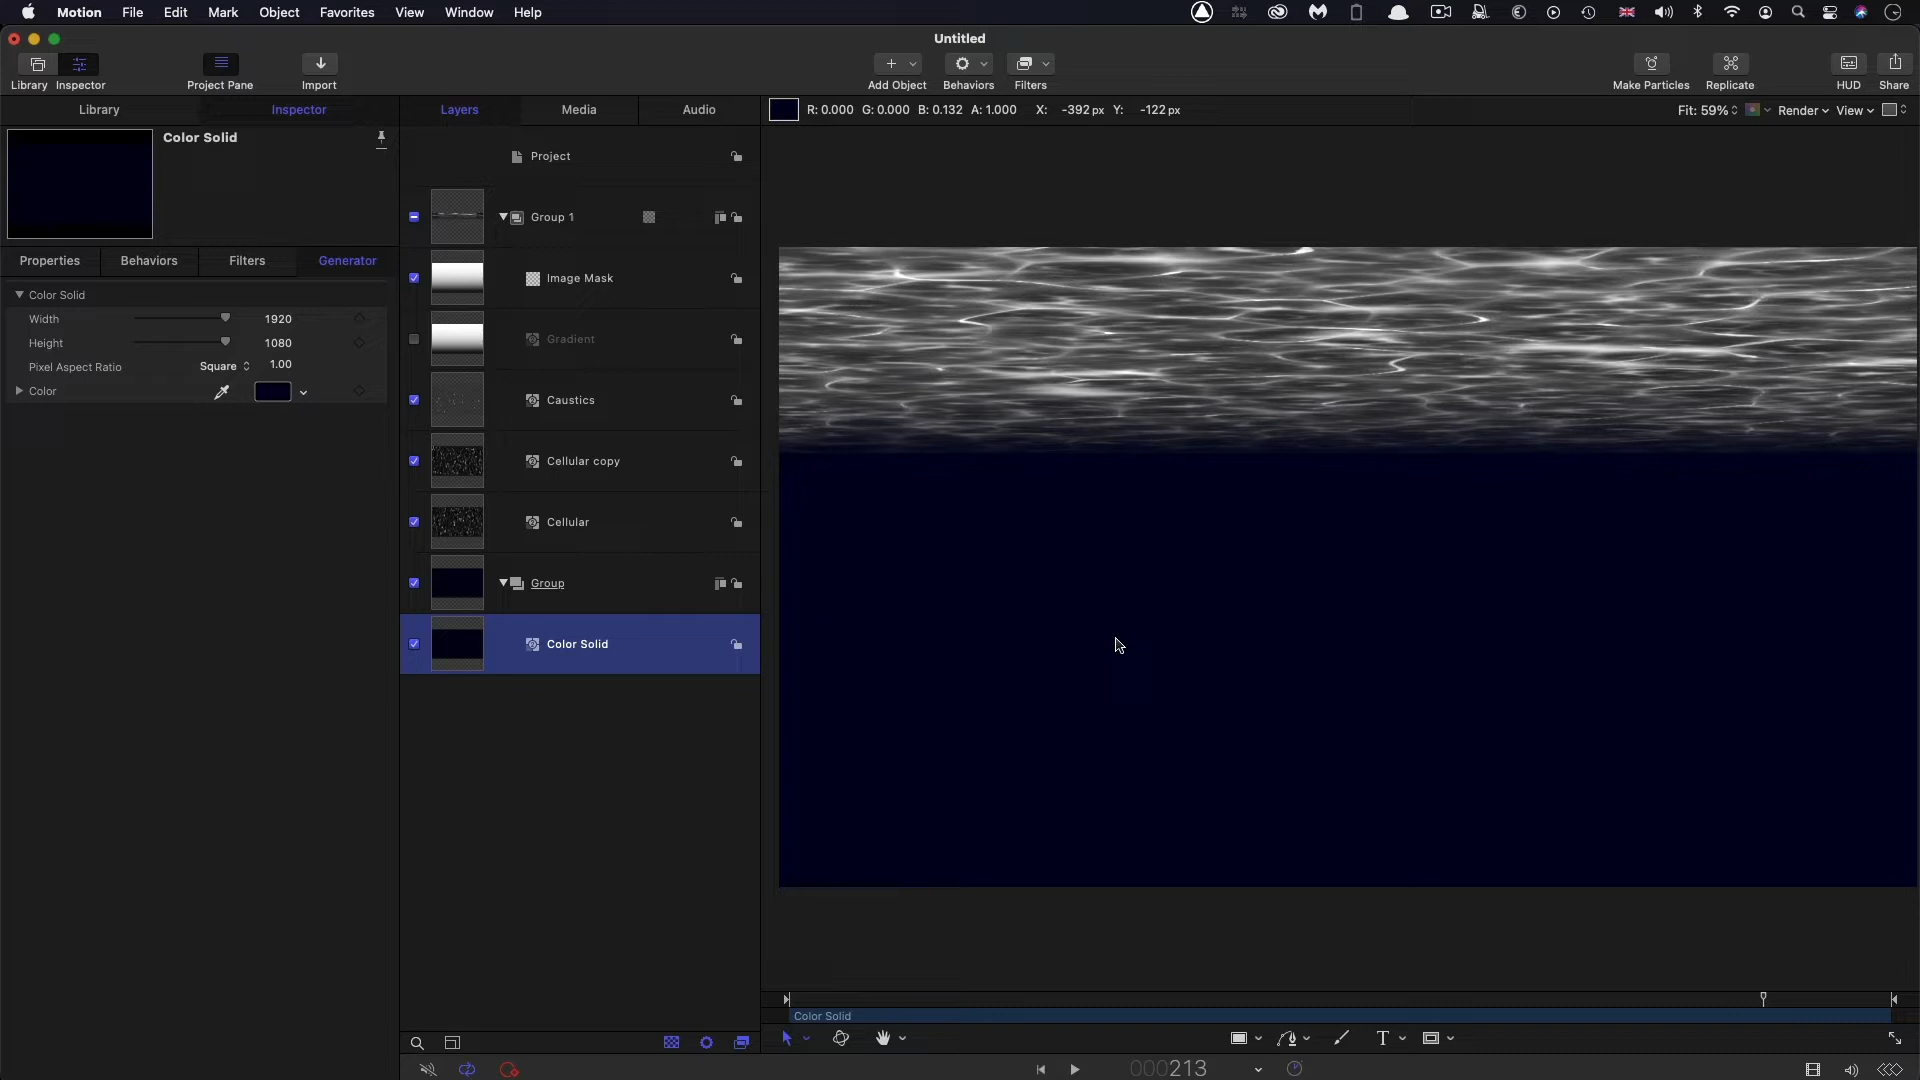 Motion File Edit Mark Object Favorites View Window Help
Untitled
Library Inspector Project Pane Import Add Object Behaviors Filters Make Particles Replicate HUD Share
Library Inspector Layers Media Audio R: 0.000 G: 0.000 B: 0.132 A: 1.000 X: -392 px Y: -122 px Fit: 59% Render View
Color Solid
Project
Group 1
Properties Behaviors Filters Generator
Image Mask
Color Solid
Width 1920
Height 1080
Gradient
Pixel Aspect Ratio Square 1.00
Color
Caustics
Cellular copy
Cellular
Group
Color Solid
Color Solid
T
000213